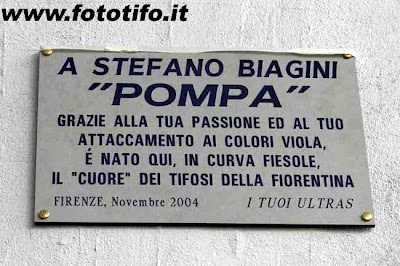 www.fototifo.it
A STEFANO BIAGINI
"POMPA"
GRAZIE ALLA TUA PASSIONE ED AL TUO
ATTACCAMENTO AI COLORI VIOLA,
É NATO QUI, IN CURVA FIESOLE,
IL "CUORE" DEI TIFOSI DELLA FIORENTINA
FIRENZE, Novembre 2004 I TUOI ULTRAS